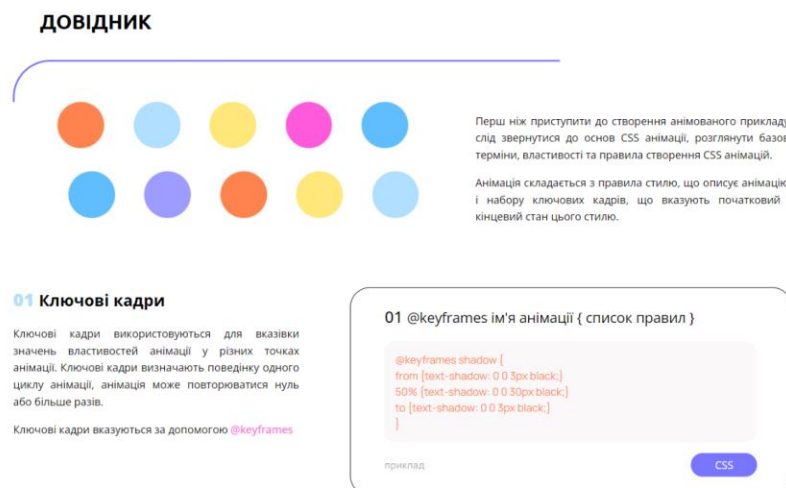 ДОВІДНИК
Перш ніж приступити до створення анімованого прикладу
слід звернутися до основ CSS анімації, розглянути базов
терміни, властивості та правила створення CSS анімацій.
Анімація складається з правила стилю, що описує анімацію
і набору ключових кадрів, що вказують початковий
кінцевий стан цього стилю.
01 Ключові кадри
Ключові кадри використовуються для вказівки
значень властивостей анімації у різних точках
анімації. Ключові кадри визначають поведінку одного
циклу анімації, анімація може повторюватися нуль
або більше разів.
Ключові кадри вказуються за допомогою @keyframes
01 @keyframes ім'я анімації { список правил }
@keyframes shadow {
from {text-shadow: 0 0 3px black;}
50% {text-shadow: 0 0 30px black;}
to {text-shadow: 0 0 3px black;}
}
приклад
CSS